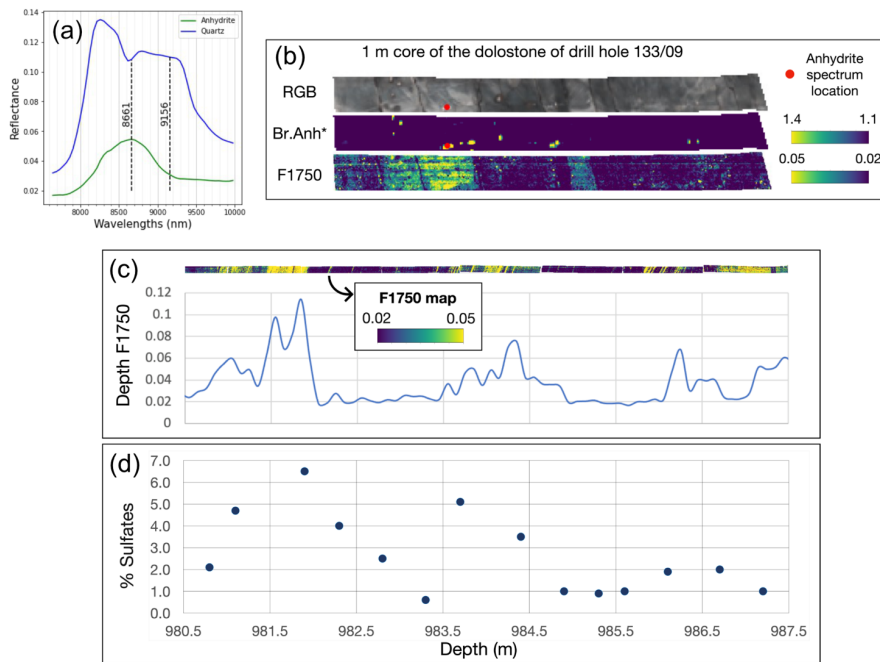 (a)
Anhydrite
Quartz
0.14
0.12
0.10
0.08
0.06
0.04
0.02
Reflectance
8661
9156
8000 8500 9000 9500 10000
Wavelengths (nm)
(b)
1 m core of the dolostone of drill hole 133/09
RGB
Br.Anh*
F1750
Anhydrite
spectrum
location
1.4 1.1
0.05 0.02
(c)
F1750 map
0.02 0.05
Depth F1750
0.12
0.1
0.08
0.06
0.04
0.02
0
(d)
% Sulfates
7.0
6.0
5.0
4.0
3.0
2.0
1.0
0.0
980.5 981.5 982.5 983.5 984.5 985.5 986.5 987.5
Depth (m)